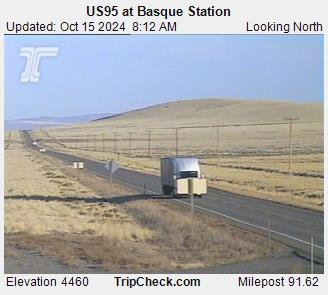 US95 at Basque Station
Updated: Oct 15 2024 8:12 AM Looking North
Elevation 4460 TripCheck.com Milepost 91.62